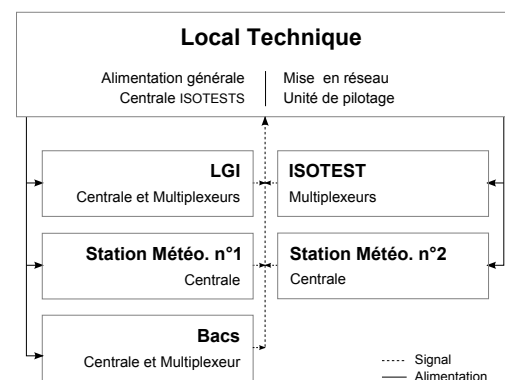 Local Technique
Alimentation générale
Centrale ISOTESTS
Mise en réseau
Unité de pilotage
LGI
Centrale et Multiplexeurs
ISOTEST
Multiplexeurs
Station Météo. n°1
Centrale
Station Météo. n°2
Centrale
Bacs
Centrale et Multiplexeur
Signal
Alimentation